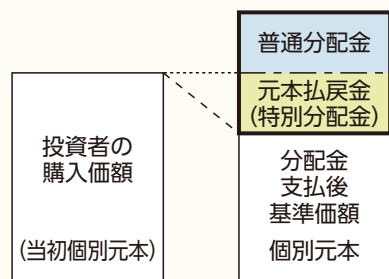 普通分配金
元本払戻金
(特別分配金)
投資者の
購入価額
(当初個別元本)
分配金
支払後
基準価額
個別元本